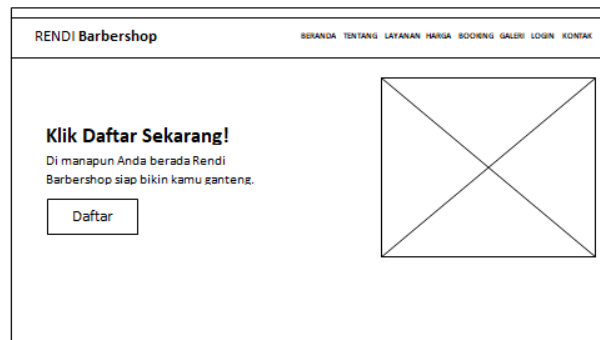 RENDI Barbershop
BERANDA TENTANG LAYANAN HARGA BOOKING GALERI LOGIN KONTAK
Klik Daftar Sekarang!
Di manapun Anda berada Rendi
Barbershop siap bikin kamu ganteng.
Daftar